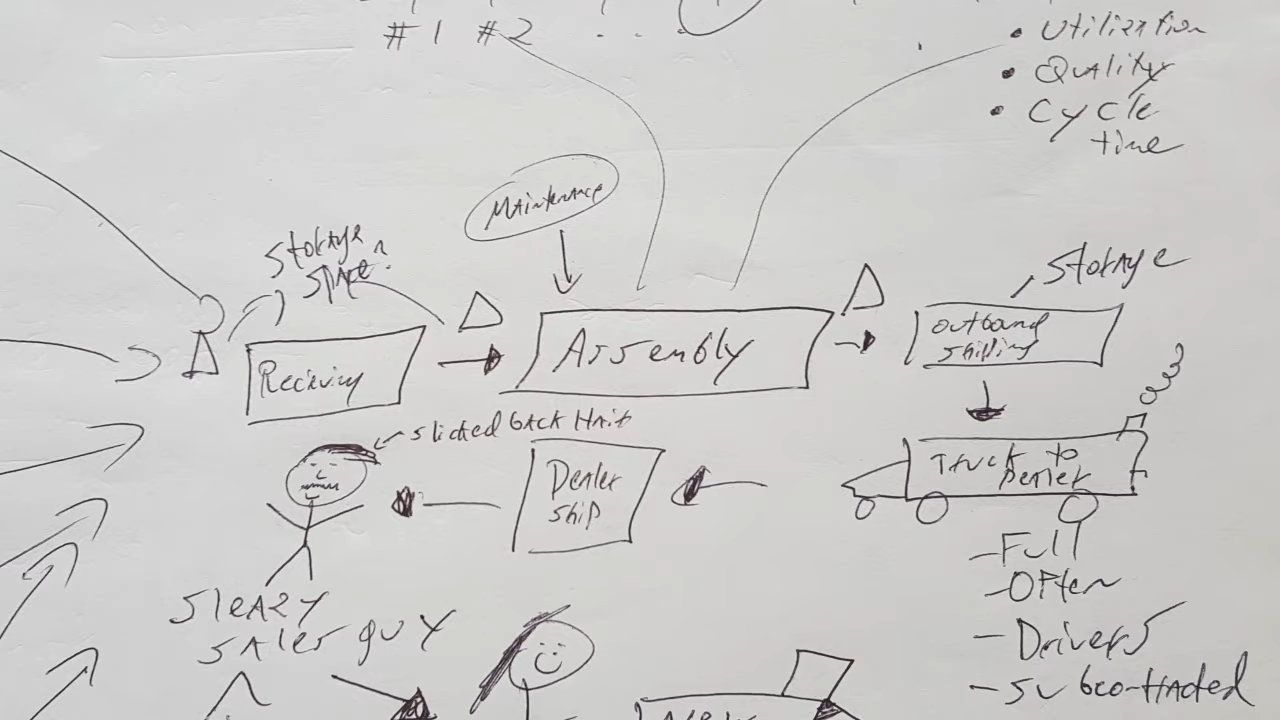 #1 #2 . . .
• Utilization
• Quality
• Cycle
time
Maintenance
Storage
Space
Storage
Recieving
Assembly
Outbound
Shipping
Slicked back Hair
Dealer
ship
Truck to
Dealer
- Full
- Often
- Drivers
- Subcontracted
Sleazy
Sales guy